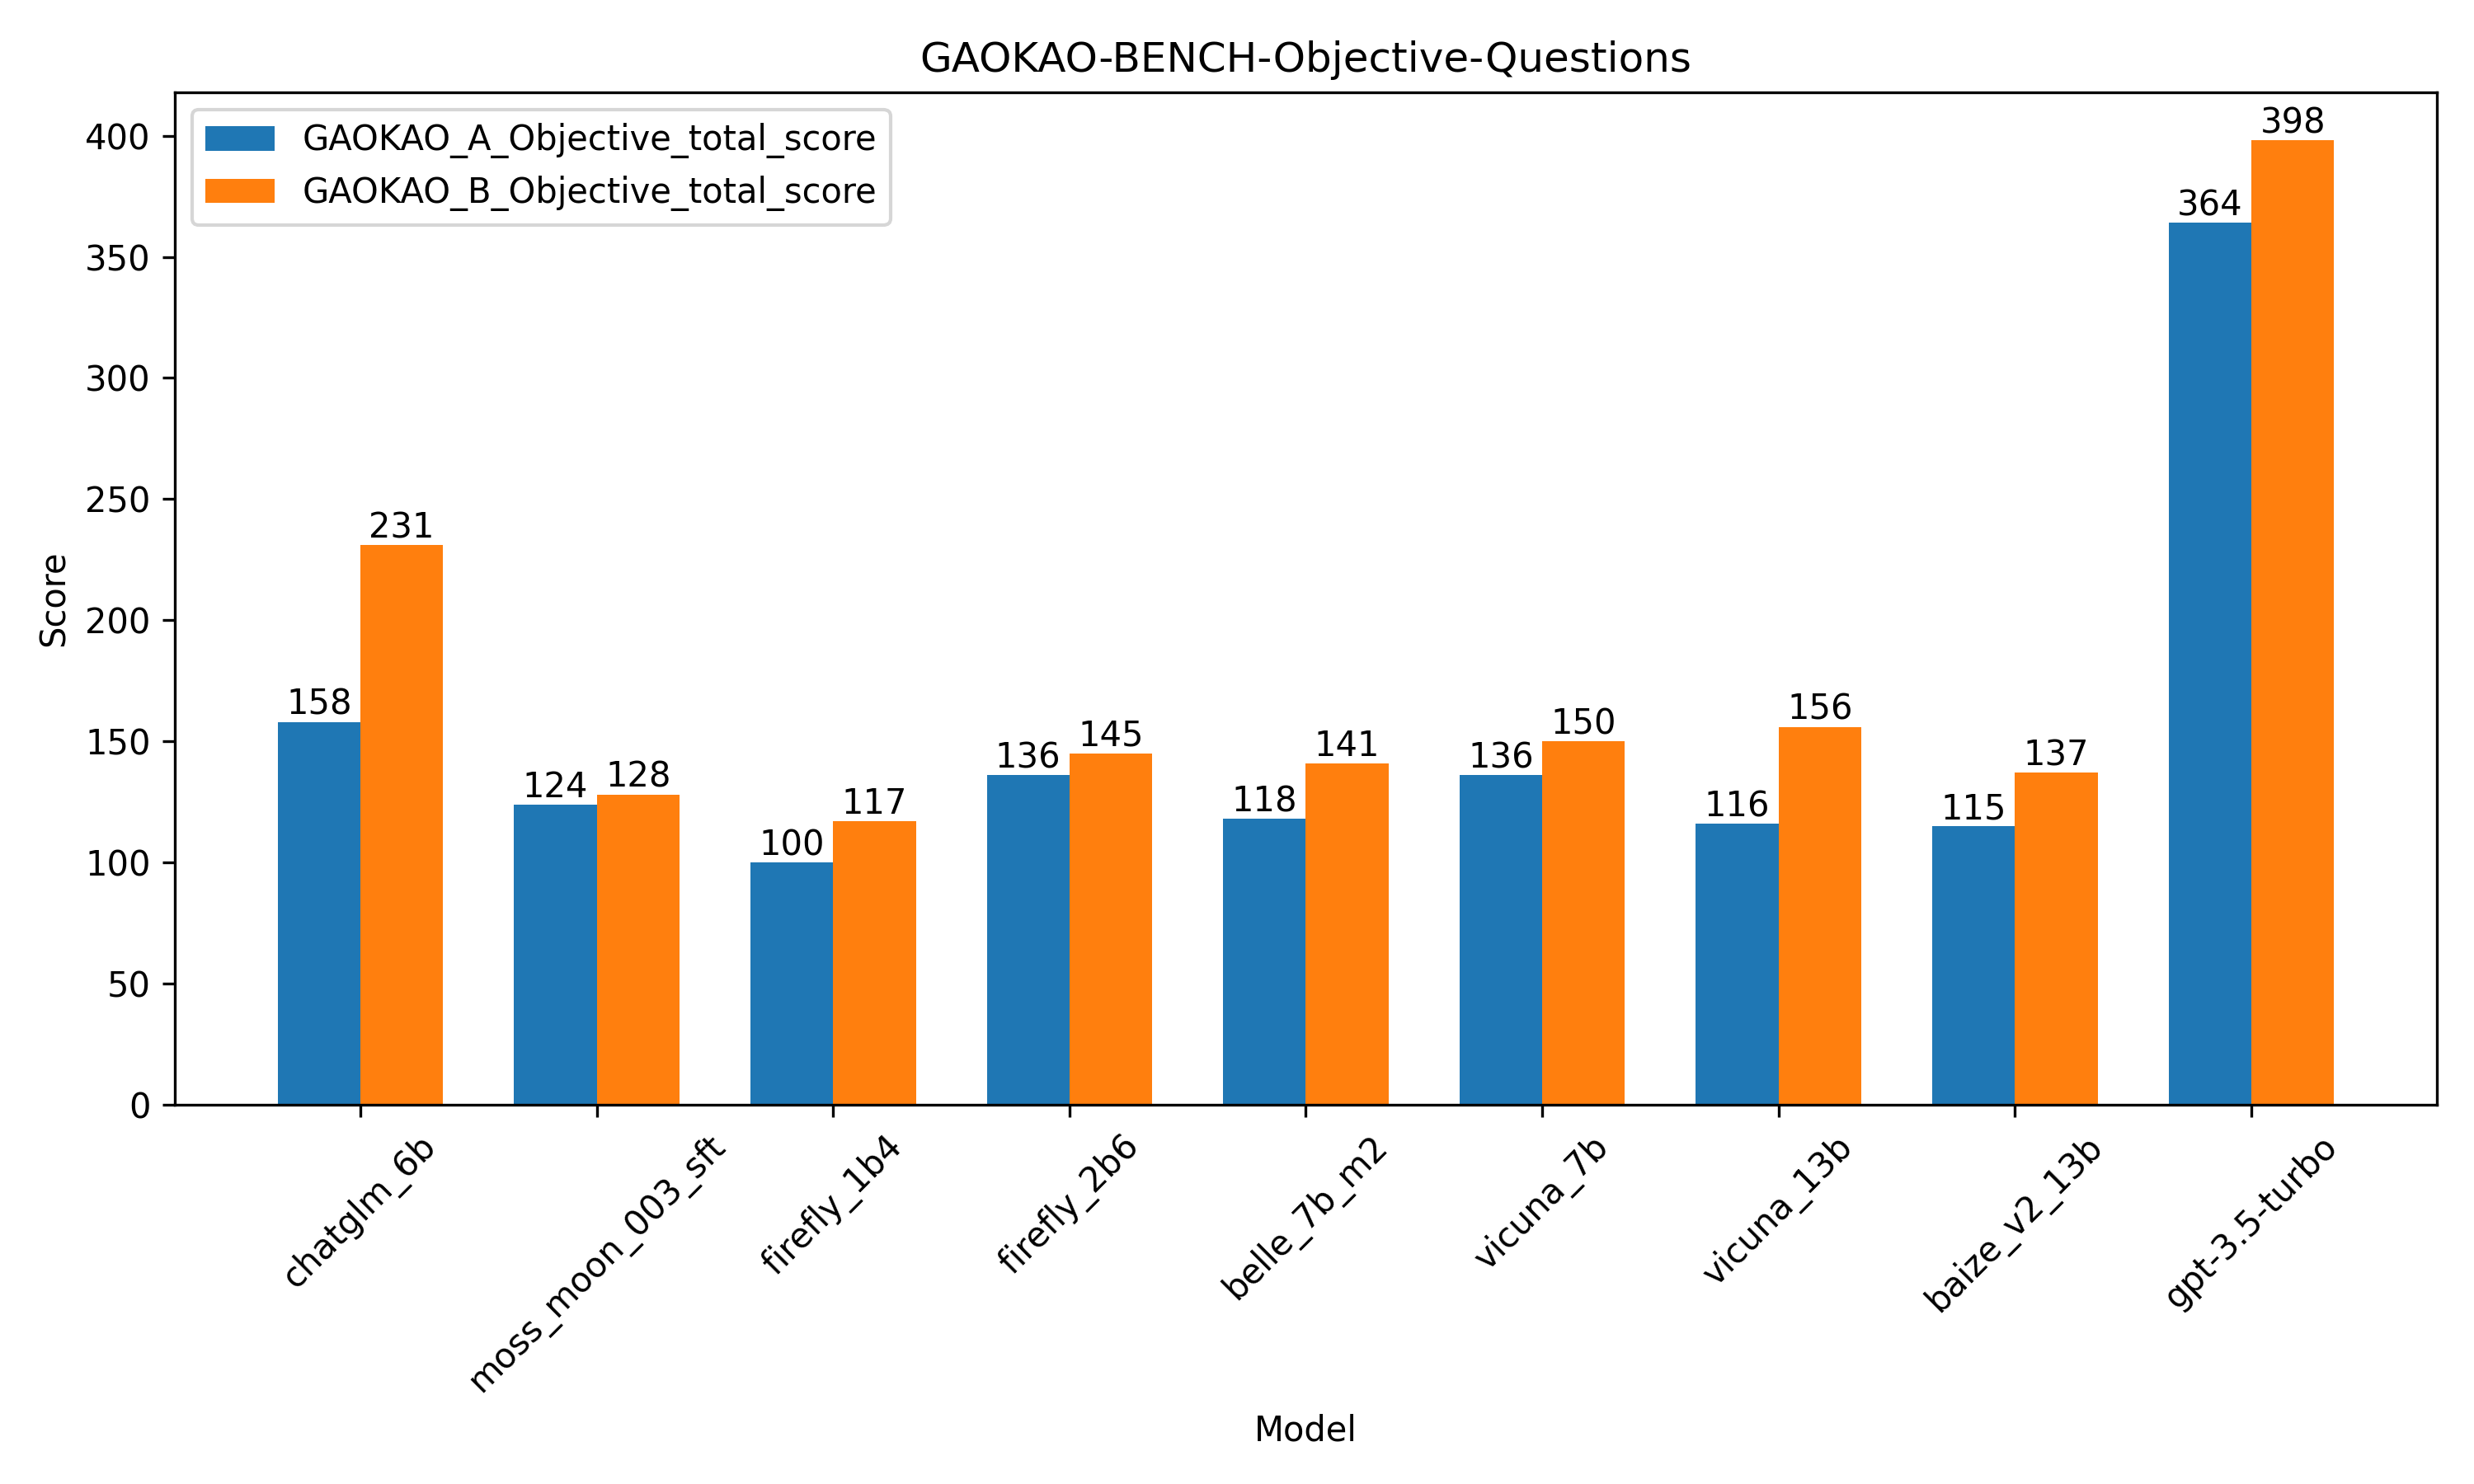 GAOKAO-BENCH-Objective-Questions
GAOKAO_A_Objective_total_score
GAOKAO_B_Objective_total_score
Score
400
350
300
250
200
150
100
50
0
158
231
124
128
100
117
136
145
118
141
136
150
116
156
115
137
364
398
chatglm_6b
moss_moon_003_sft
firefly_1b4
firefly_2b6
belle_7b_m2
vicuna_7b
vicuna_13b
baize_v2_13b
gpt-3.5-turbo
Model